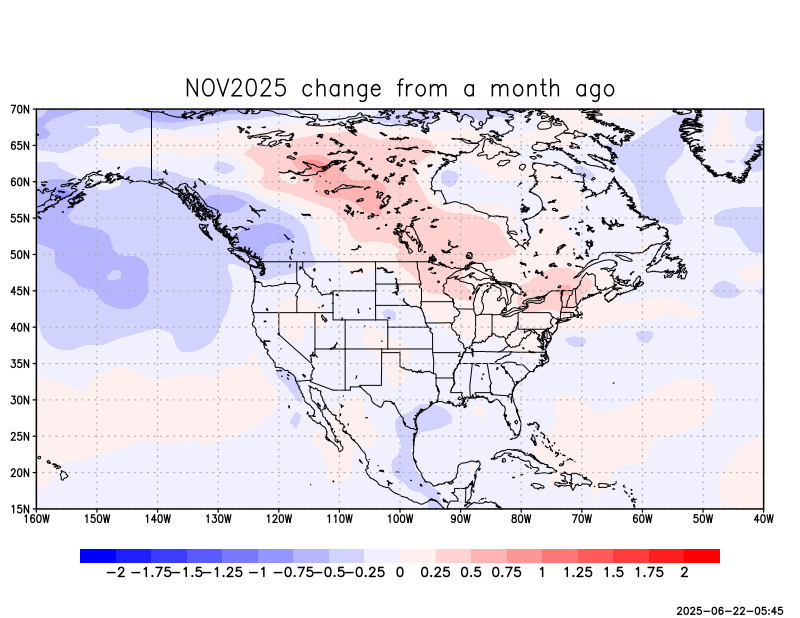 NOV2025 change from a month ago
70N
65N
60N
55N
50N
45N
40N
35N
30N
25N
20N
15N
160W 150W 140W 130W 120W 110W 100W 90W 80W 70W 60W 50W 40W
-2 -1.75 -1.5 -1.25 -1 -0.75 -0.5 -0.25 0 0.25 0.5 0.75 1 1.25 1.5 1.75 2
2025-06-22-05:45